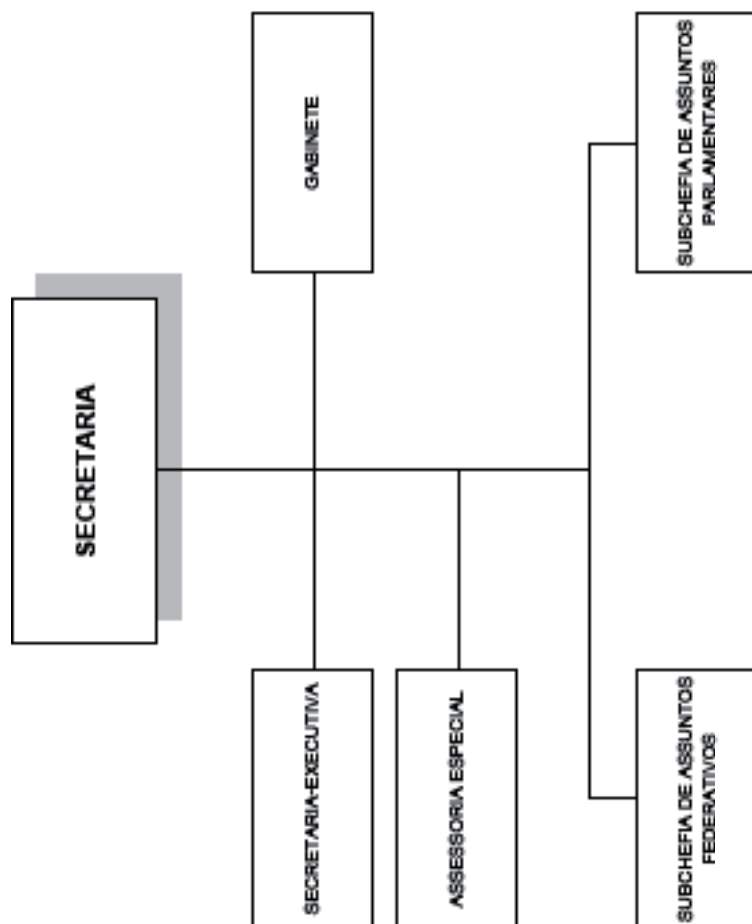 SECRETARIA
SECRETARIA-EXECUTIVA
GABINETE
ASSESSORIA ESPECIAL
SUBCHEFIA DE ASSUNTOS
FEDERATIVOS
SUBCHEFIA DE ASSUNTOS
PARLAMENTARES